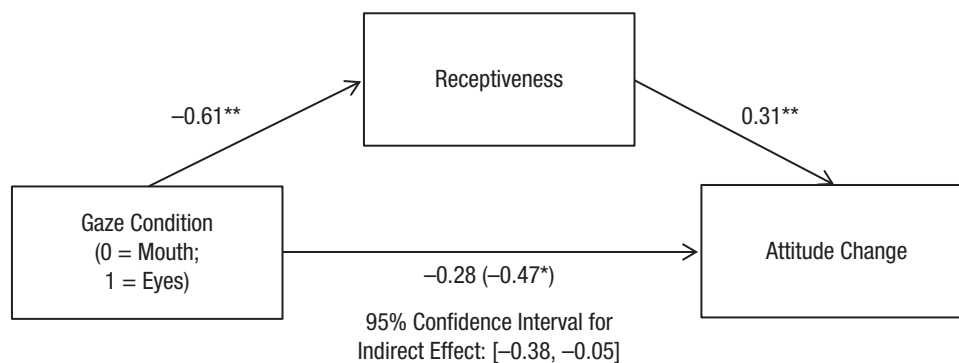 Receptiveness
–0.61**
0.31**
Gaze Condition
(0 = Mouth;
1 = Eyes)
Attitude Change
–0.28 (–0.47*)
95% Confidence Interval for
Indirect Effect: [–0.38, –0.05]